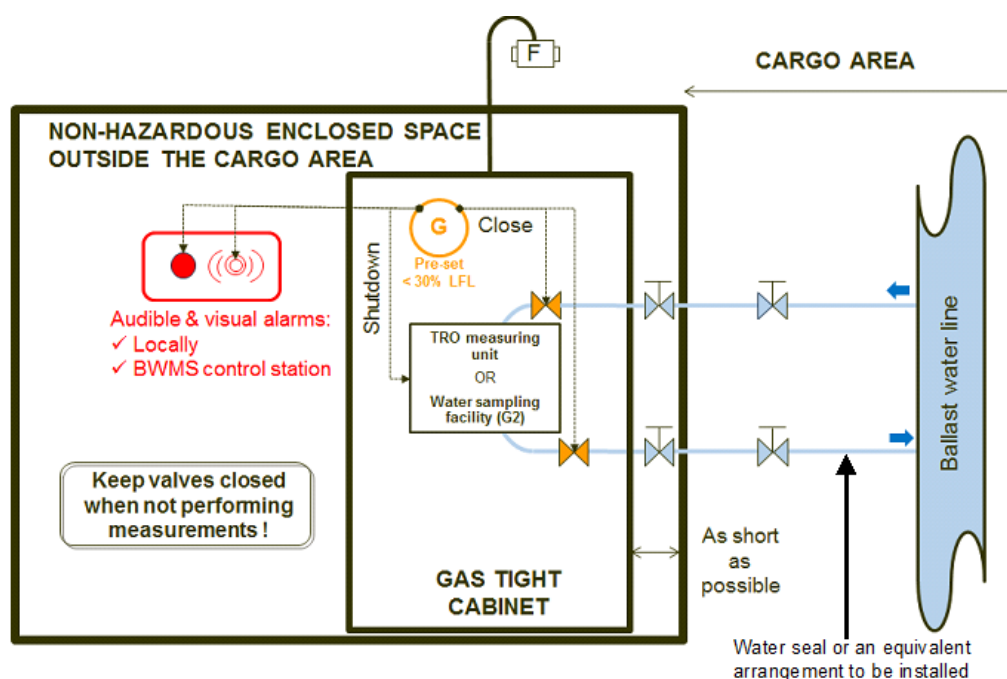 F
CARGO AREA
NON-HAZARDOUS ENCLOSED SPACE
OUTSIDE THE CARGO AREA
G
Close
Pre-set
< 30% LFL
Shutdown
Audible & visual alarms:
✓ Locally
✓ BWMS control station
TRO measuring
unit
OR
Water sampling
facility (G2)
Ballast water line
Keep valves closed
when not performing
measurements !
As short
as
possible
GAS TIGHT
CABINET
Water seal or an equivalent
arrangement to be installed